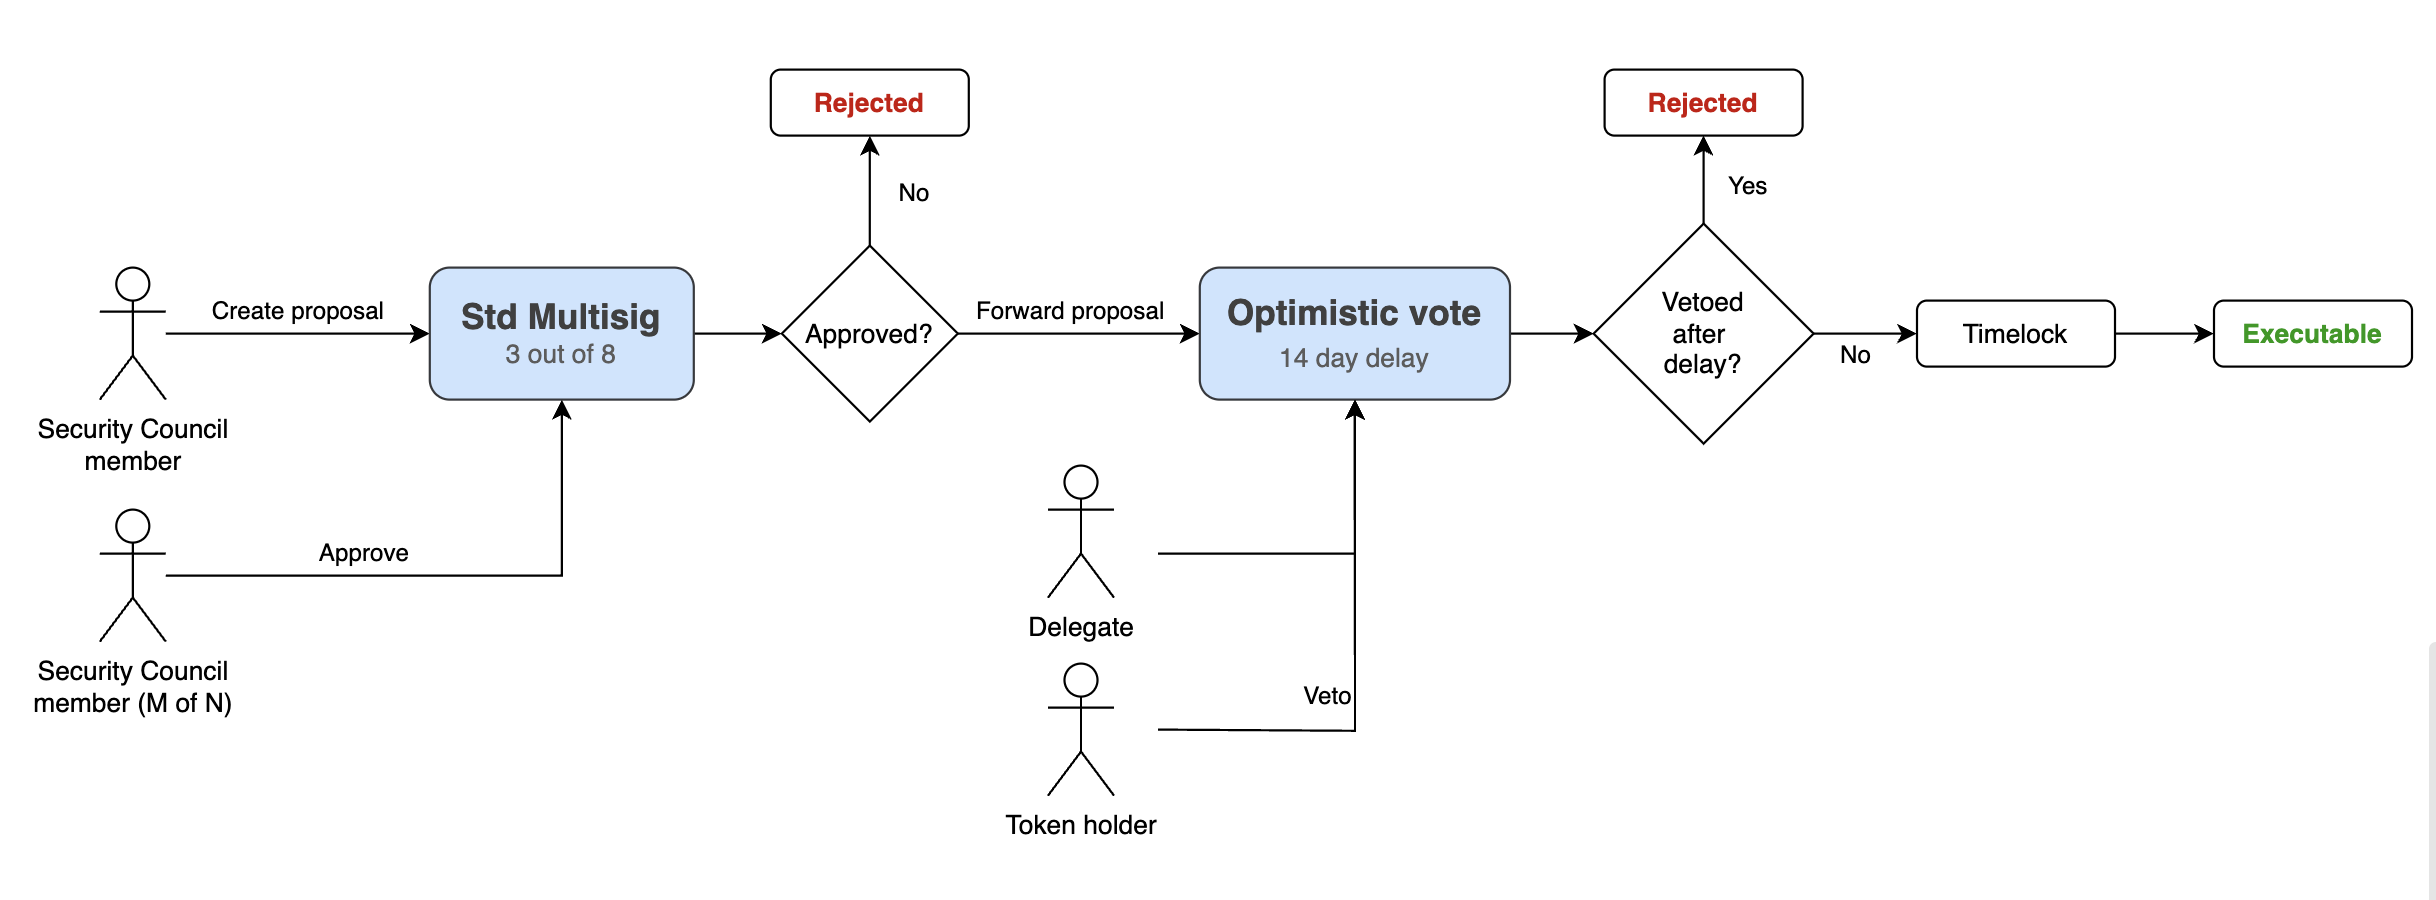 Rejected
Rejected
No
Yes
Create proposal
Std Multisig
3 out of 8
Approved?
Forward proposal
Optimistic vote
14 day delay
Vetoed
after
delay?
No
Timelock
Executable
Security Council
member
Approve
Delegate
Security Council
member (M of N)
Veto
Token holder